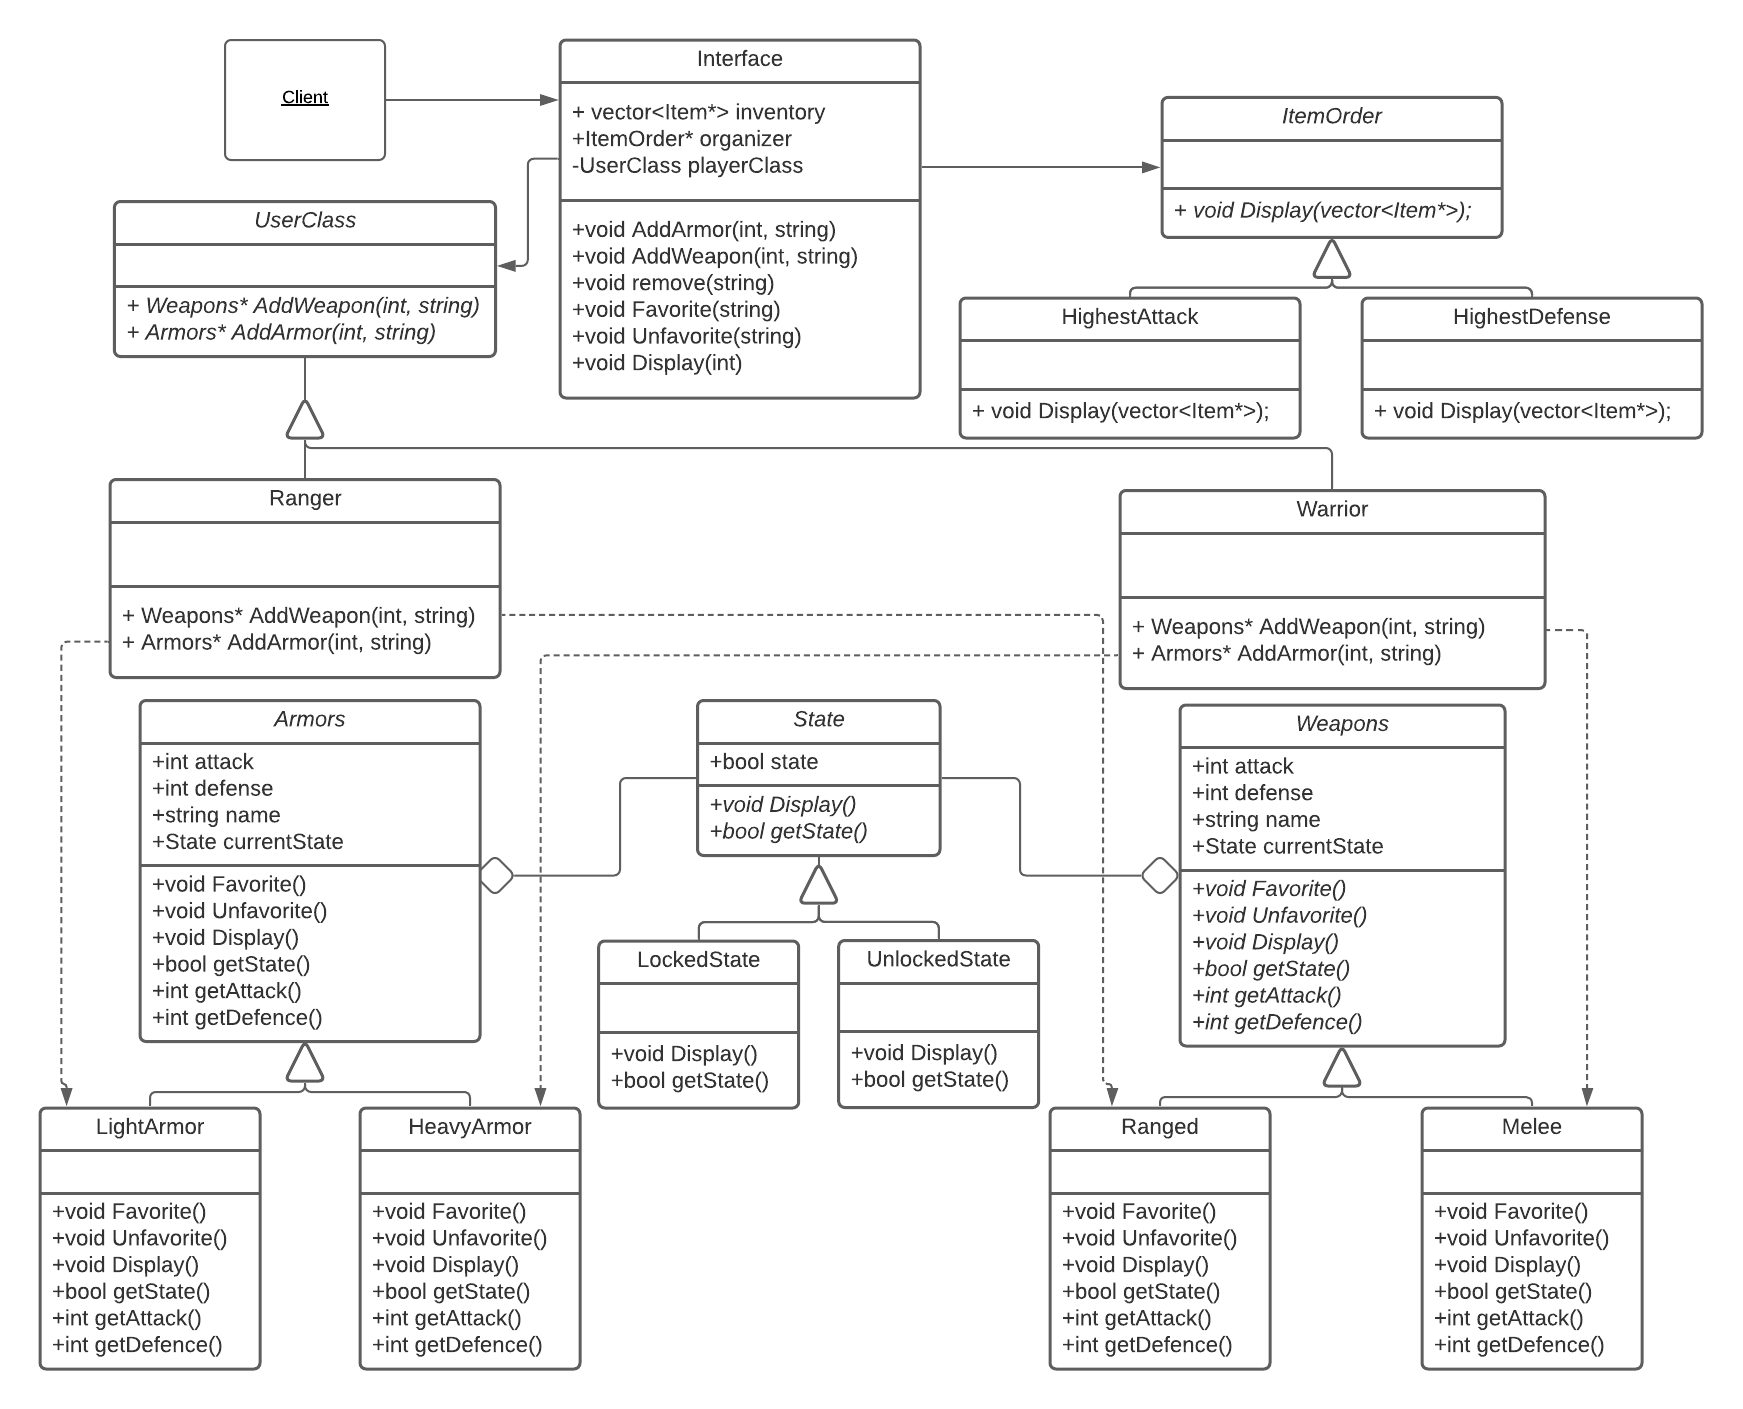 Client
Interface
+ vector<Item*> inventory
+ItemOrder* organizer
-UserClass playerClass
+void AddArmor(int, string)
+void AddWeapon(int, string)
+void remove(string)
+void Favorite(string)
+void Unfavorite(string)
+void Display(int)
ItemOrder
+ void Display(vector<Item*>);
UserClass
+ Weapons* AddWeapon(int, string)
+ Armors* AddArmor(int, string)
HighestAttack
+ void Display(vector<Item*>);
HighestDefense
+ void Display(vector<Item*>);
Ranger
+ Weapons* AddWeapon(int, string)
+ Armors* AddArmor(int, string)
Warrior
+ Weapons* AddWeapon(int, string)
+ Armors* AddArmor(int, string)
Armors
+int attack
+int defense
+string name
+State currentState
+void Favorite()
+void Unfavorite()
+void Display()
+bool getState()
+int getAttack()
+int getDefence()
State
+bool state
+void Display()
+bool getState()
Weapons
+int attack
+int defense
+string name
+State currentState
+void Favorite()
+void Unfavorite()
+void Display()
+bool getState()
+int getAttack()
+int getDefence()
LockedState
+void Display()
+bool getState()
UnlockedState
+void Display()
+bool getState()
LightArmor
+void Favorite()
+void Unfavorite()
+void Display()
+bool getState()
+int getAttack()
+int getDefence()
HeavyArmor
+void Favorite()
+void Unfavorite()
+void Display()
+bool getState()
+int getAttack()
+int getDefence()
Ranged
+void Favorite()
+void Unfavorite()
+void Display()
+bool getState()
+int getAttack()
+int getDefence()
Melee
+void Favorite()
+void Unfavorite()
+void Display()
+bool getState()
+int getAttack()
+int getDefence()